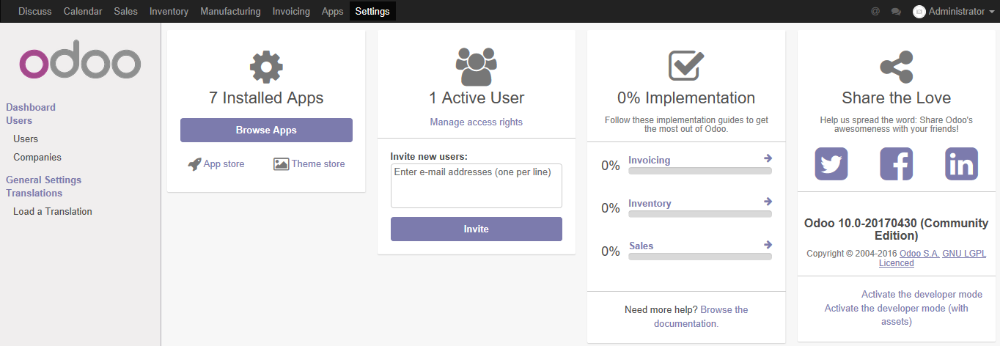 Discuss Calendar Sales Inventory Manufacturing Invoicing Apps Settings @ Administrator
odoo
Dashboard
Users
Users
Companies
General Settings
Translations
Load a Translation
7 Installed Apps
Browse Apps
App store Theme store
1 Active User
Manage access rights
Invite new users:
Enter e-mail addresses (one per line)
Invite
0% Implementation
Follow these implementation guides to get
the most out of Odoo.
0% Invoicing
0% Inventory
0% Sales
Need more help? Browse the
documentation.
Share the Love
Help us spread the word: Share Odoo's
awesomeness with your friends!
Odoo 10.0-20170430 (Community
Edition)
Copyright © 2004-2016 Odoo S.A. GNU LGPL
Licenced
Activate the developer mode
Activate the developer mode (with
assets)